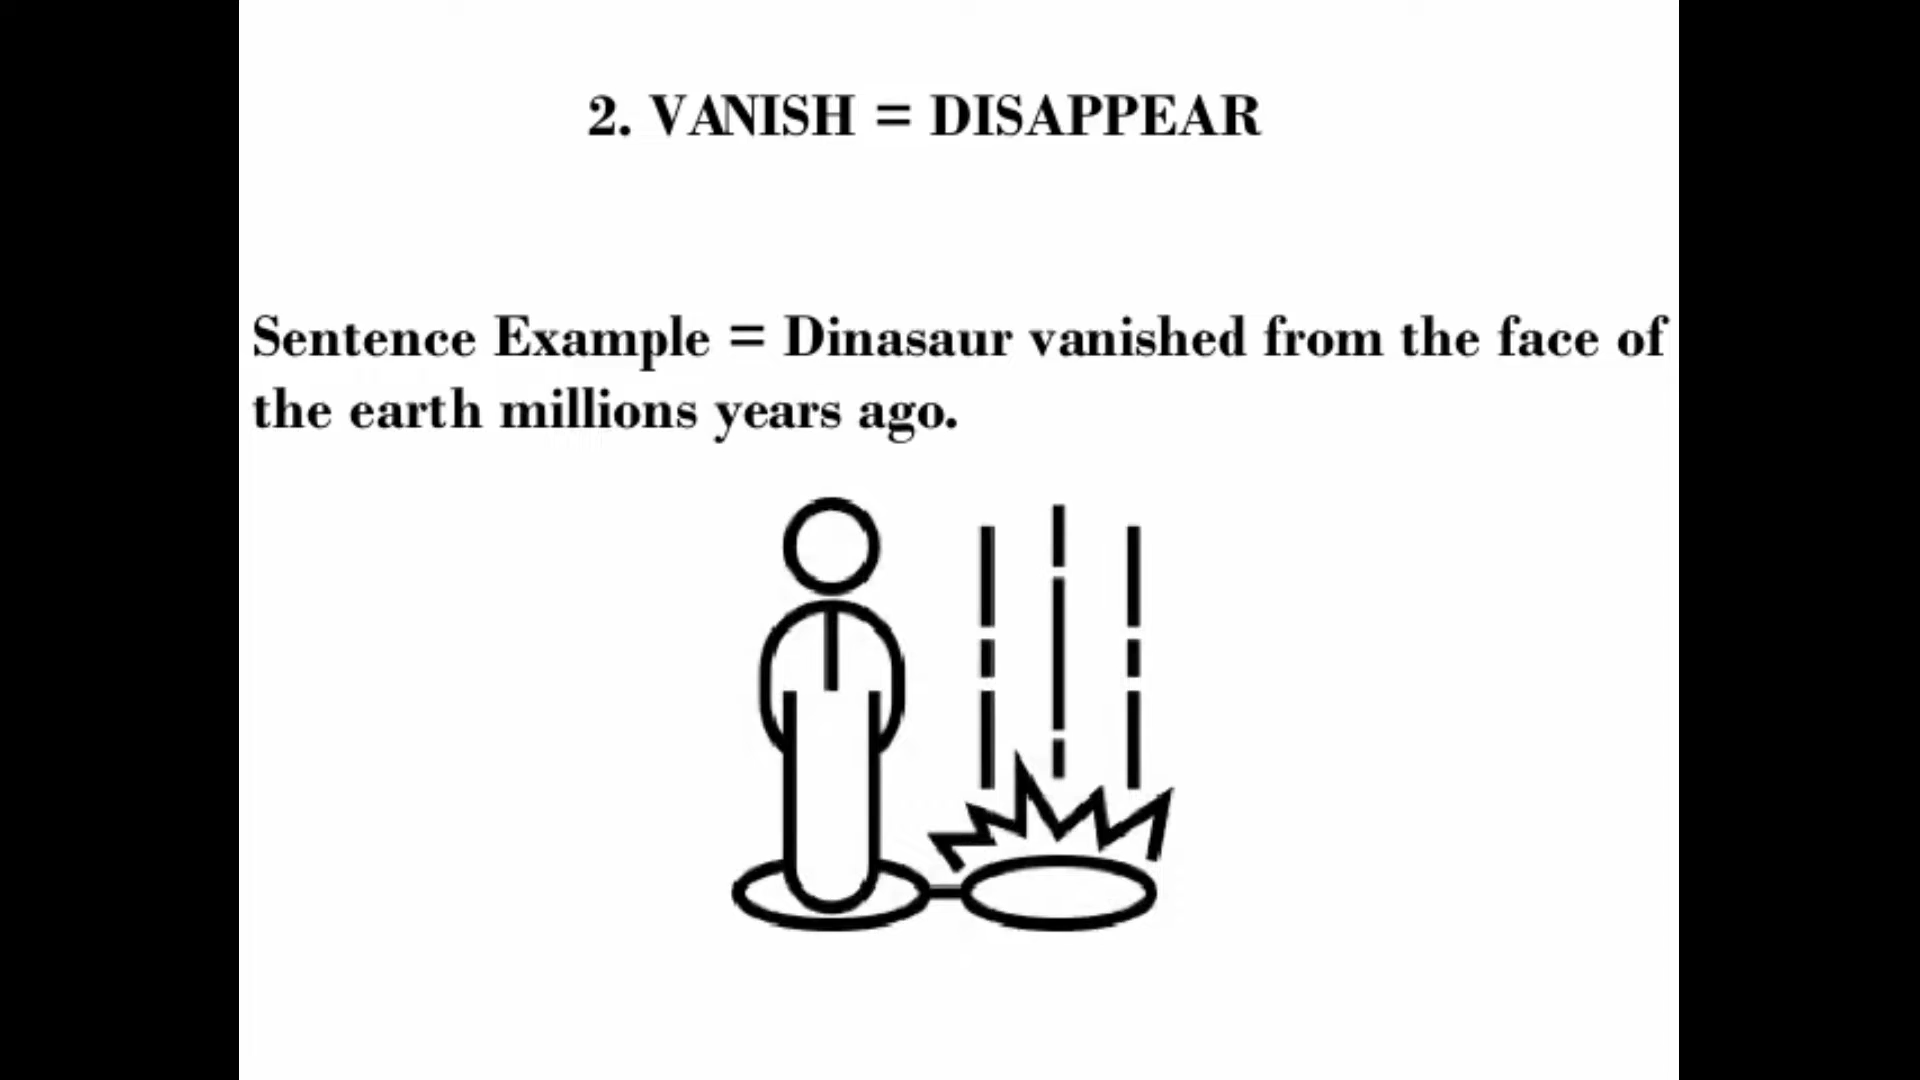 2. VANISH = DISAPPEAR
Sentence Example = Dinasaur vanished from the face of
the earth millions years ago.